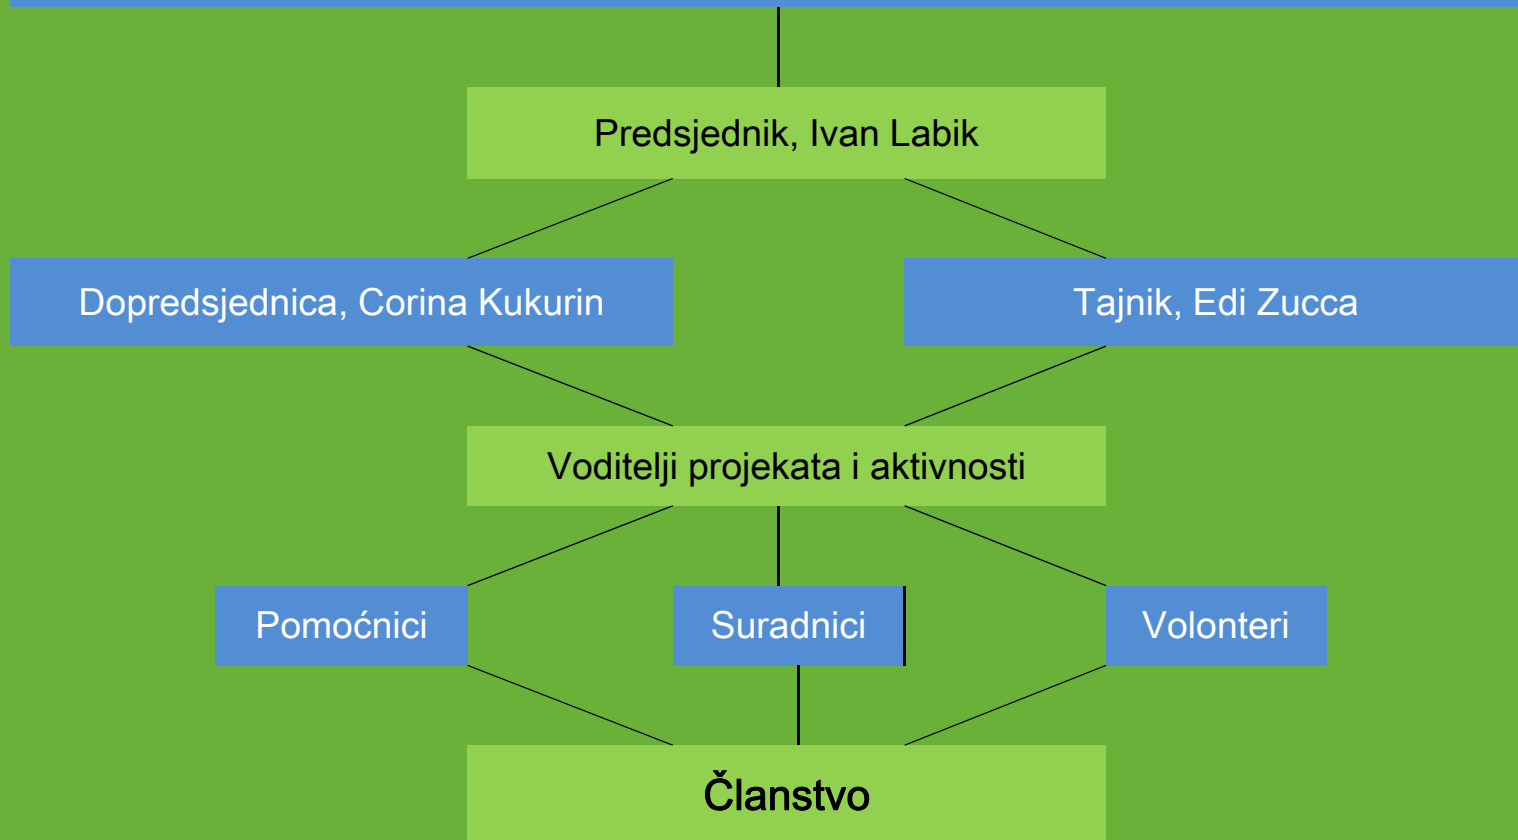 Predsjednik, Ivan Labik
Dopredsjednica, Corina Kukurin
Tajnik, Edi Zucca
Voditelji projekata i aktivnosti
Pomoćnici
Suradnici
Volonteri
Članstvo